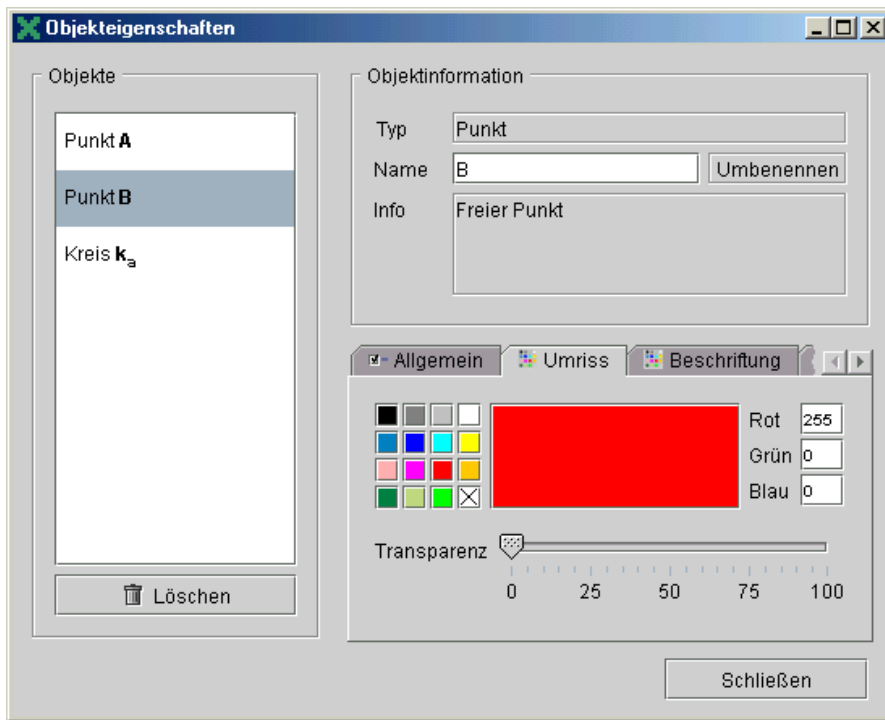 Objekteigenschaften
Objekte
Punkt A
Punkt B
Kreis ka
Löschen
Objektinformation
Typ Punkt
Name B Umbenennen
Info Freier Punkt
Allgemein Umriss Beschriftung
Rot 255
Grün 0
Blau 0
Transparenz
0 25 50 75 100
Schließen